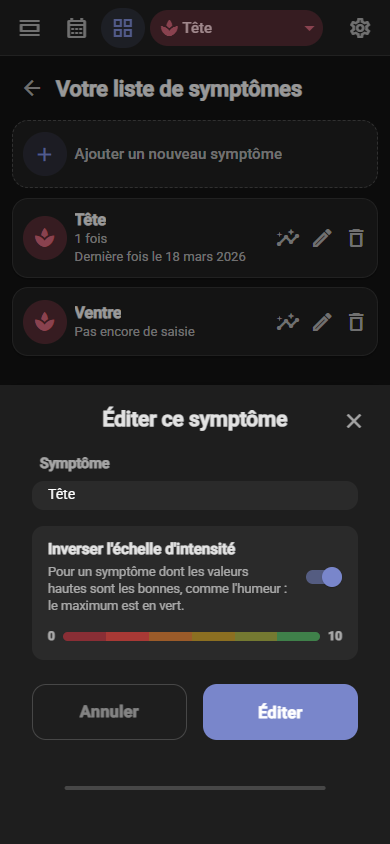 Tête
Votre liste de symptômes
Ajouter un nouveau symptôme
Tête
1 fois
Dernière fois le 18 mars 2026
Ventre
Pas encore de saisie
Éditer ce symptôme
Symptôme
Tête
Inverser l'échelle d'intensité
Pour un symptôme dont les valeurs
hautes sont les bonnes, comme l'humeur :
le maximum est en vert.
0 10
Annuler
Éditer